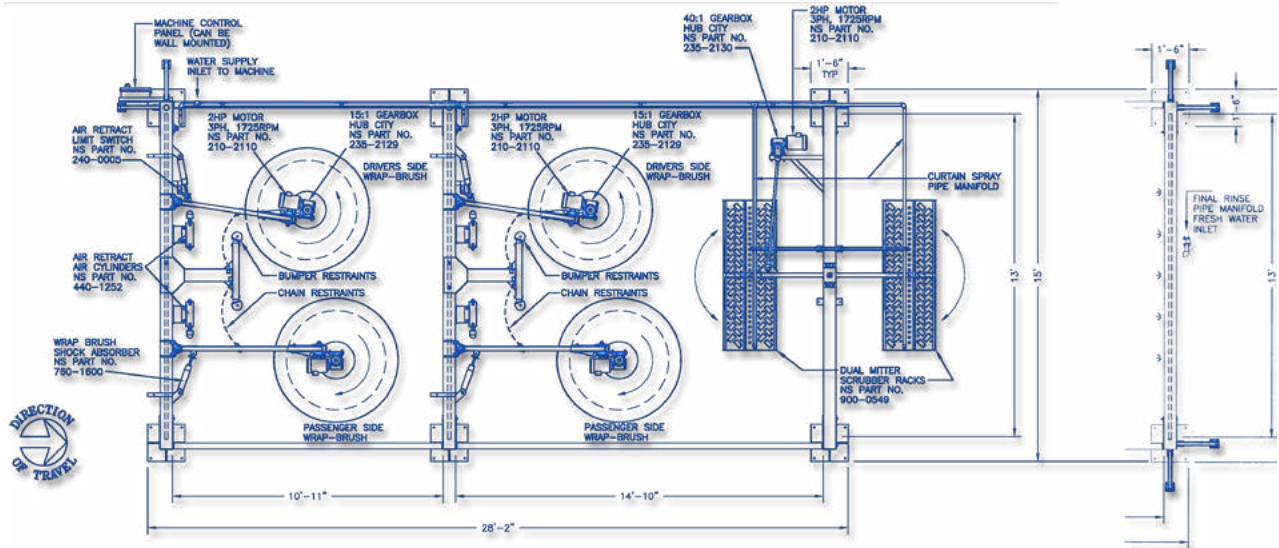 MACHINE CONTROL
PANEL (CAN BE
WALL MOUNTED)
WATER SUPPLY
INLET TO MACHINE
40:1 GEARBOX
HUB CITY
NS PART NO.
235-2130
2HP MOTOR
3PH, 1725RPM
NS PART NO.
210-2110
1'-6"
TYP
1'-6"
1'-6"
AIR RETRACT
LIMIT SWITCH
NS PART NO.
240-0005
2HP MOTOR
3PH, 1725RPM
NS PART NO.
210-2110
15:1 GEARBOX
HUB CITY
NS PART NO.
235-2129
DRIVERS SIDE
WRAP-BRUSH
2HP MOTOR
3PH, 1725RPM
NS PART NO.
210-2110
15:1 GEARBOX
HUB CITY
NS PART NO.
235-2129
DRIVERS SIDE
WRAP-BRUSH
CURTAIN SPRAY
PIPE MANIFOLD
FINAL RINSE
PIPE MANIFOLD
FRESH WATER
INLET
AIR RETRACT
AIR CYLINDERS
NS PART NO.
440-1252
BUMPER RESTRAINTS
CHAIN RESTRAINTS
BUMPER RESTRAINTS
CHAIN RESTRAINTS
13'
15'
13'
WRAP BRUSH
SHOCK ABSORBER
NS PART NO.
760-1600
DUAL MITTER
SCRUBBER RACKS
NS PART NO.
900-0549
PASSENGER SIDE
WRAP-BRUSH
PASSENGER SIDE
WRAP-BRUSH
DIRECTION
OF TRAVEL
10'-11"
14'-10"
28'-2"